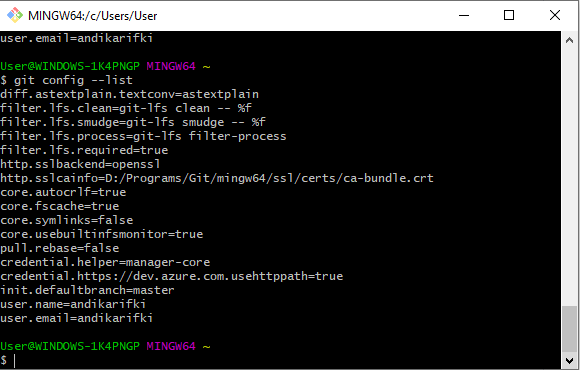 MINGW64:/c/Users/User
user.email=andikarifki
User@WINDOWS-1K4PNGP MINGW64 ~
$ git config --list
diff.astextplain.textconv=astextplain
filter.lfs.clean=git-lfs clean -- %f
filter.lfs.smudge=git-lfs smudge -- %f
filter.lfs.process=git-lfs filter-process
filter.lfs.required=true
http.sslbackend=openssl
http.sslcainfo=D:/Programs/Git/mingw64/ssl/certs/ca-bundle.crt
core.autocrlf=true
core.fscache=true
core.symlinks=false
core.usebuiltinfsmonitor=true
pull.rebase=false
credential.helper=manager-core
credential.https://dev.azure.com.usehttppath=true
init.defaultbranch=master
user.name=andikarifki
user.email=andikarifki
User@WINDOWS-1K4PNGP MINGW64 ~
$